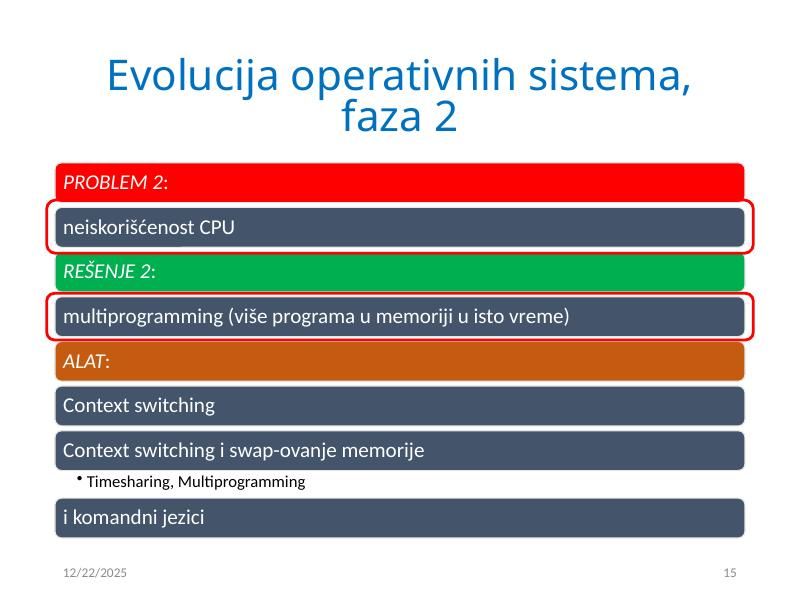 Evolucija operativnih sistema,
faza 2
PROBLEM 2:
neiskorišćenost CPU
REŠENJE 2:
multiprogramming (više programa u memoriji u isto vreme)
ALAT:
Context switching
Context switching i swap-ovanje memorije
• Timesharing, Multiprogramming
i komandni jezici
12/22/2025
15